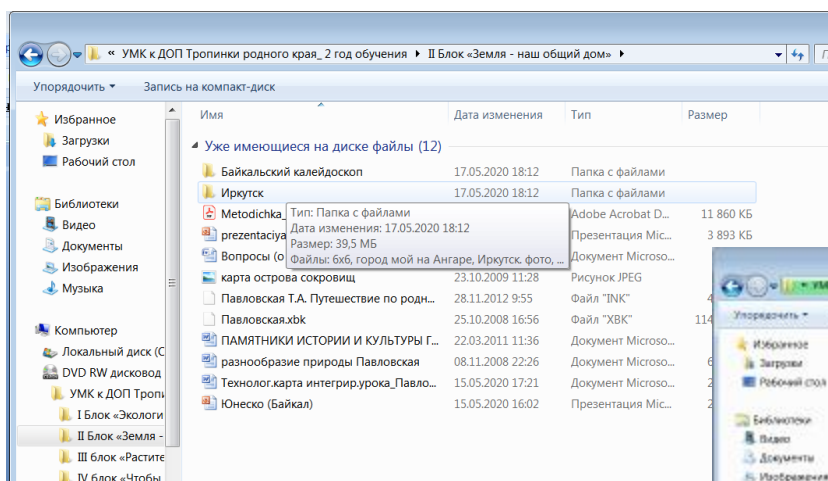 « УМК к ДОП Тропинки родного края_ 2 год обучения ▸ II Блок «Земля - наш общий дом» ▸
Упорядочить ▾ Запись на компакт-диск
Имя Дата изменения Тип Размер
Избранное
Загрузки
Рабочий стол
Библиотеки
Видео
Документы
Изображения
Музыка
Компьютер
Локальный диск (С
DVD RW дисковод
УМК к ДОП Тропи
I Блок «Экологи
II Блок «Земля -
III блок «Растите
IV блок «Чтобы
Уже имеющиеся на диске файлы (12)
Байкальский калейдоскоп 17.05.2020 18:12 Папка с файлами
Иркутск 17.05.2020 18:12 Папка с файлами
Metodichka_ Adobe Acrobat D... 11 860 КБ
prezentaciya Презентация Mic... 3 893 КБ
Вопросы (о Документ Microso...
карта острова сокровищ 23.10.2009 11:28 Рисунок JPEG
Павловская Т.А. Путешествие по родн... 28.11.2012 9:55 Файл "INK" 4
Павловская.xbk 25.10.2008 16:56 Файл "XBK" 114
ПАМЯТНИКИ ИСТОРИИ И КУЛЬТУРЫ Г... 22.03.2011 11:36 Документ Microso...
разнообразие природы Павловская 08.11.2008 22:26 Документ Microso... 6
Технолог.карта интегрир.урока_Павло... 15.05.2020 17:21 Документ Microso... 2
Юнеско (Байкал) 15.05.2020 16:02 Презентация Mic... 2
Тип: Папка с файлами
Дата изменения: 17.05.2020 18:12
Размер: 39,5 МБ
Файлы: 6х6, город мой на Ангаре, Иркутск. фото, ...
« УМ
Упорядочить ▾
Избранное
Загрузки
Рабочий стол
Библиотеки
Видео
Документы
Изображения